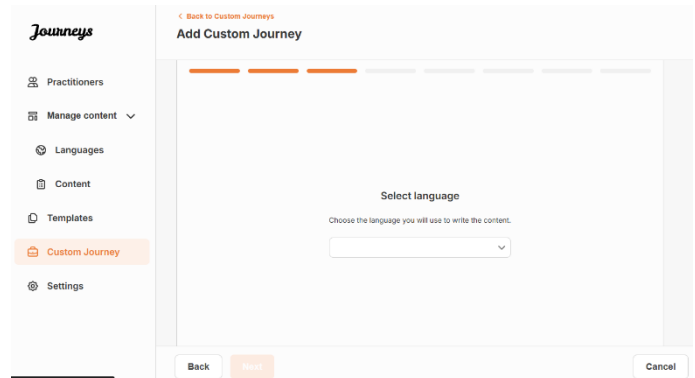 Journeys
Practitioners
Manage content
Languages
Content
Templates
Custom Journey
Settings
< Back to Custom Journeys
Add Custom Journey
Select language
Choose the language you will use to write the content.
Back
Next
Cancel